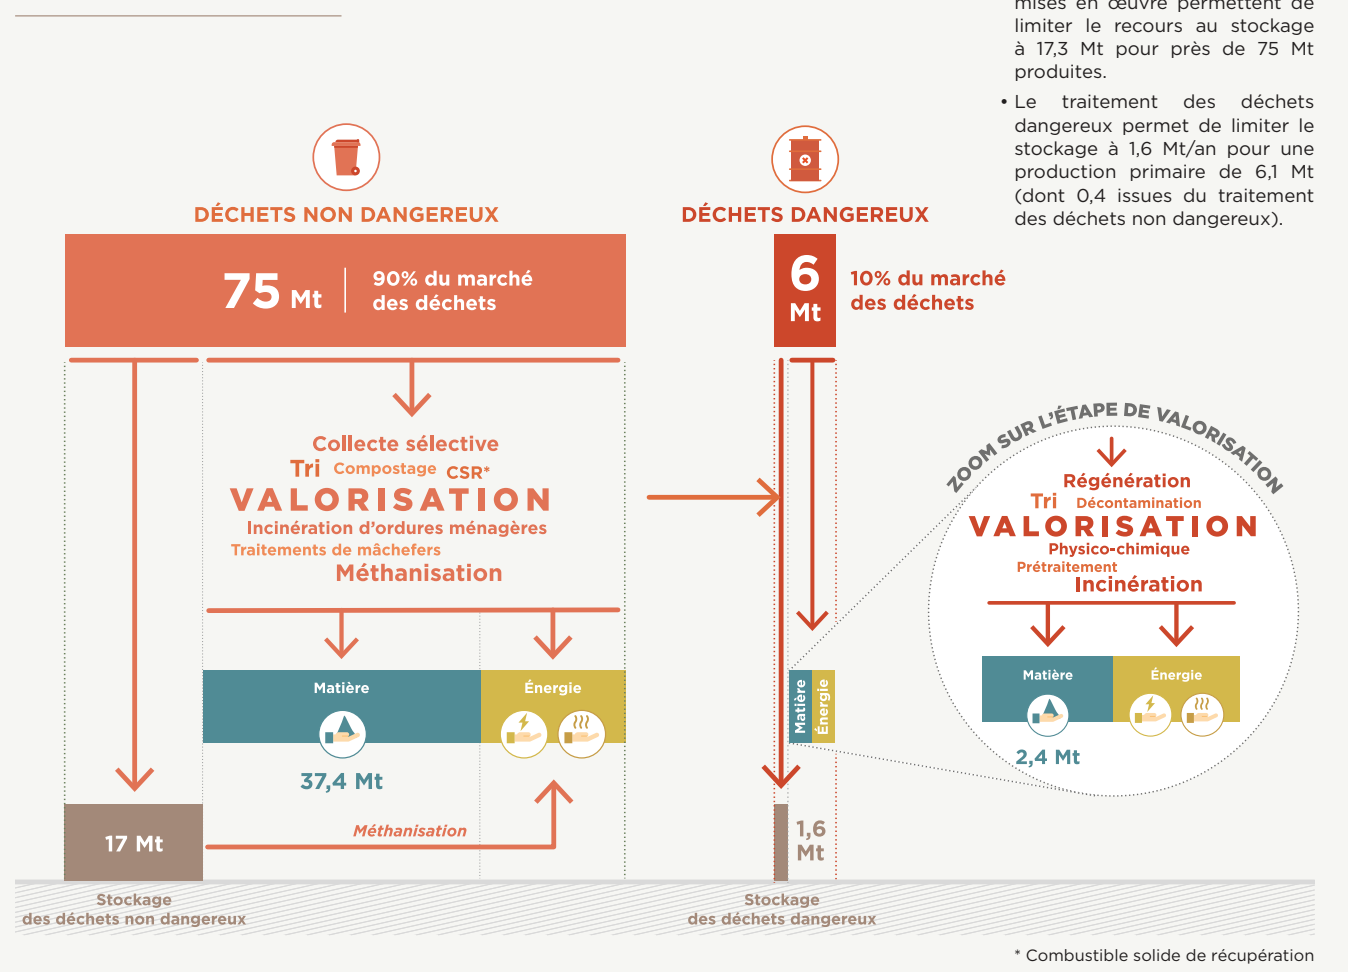 mises en œuvre permettent de
limiter le recours au stockage
à 17,3 Mt pour près de 75 Mt
produites.
• Le traitement des déchets
dangereux permet de limiter le
stockage à 1,6 Mt/an pour une
production primaire de 6,1 Mt
(dont 0,4 issues du traitement
des déchets non dangereux).
DÉCHETS NON DANGEREUX
75 Mt
90% du marché
des déchets
DÉCHETS DANGEREUX
6
Mt
10% du marché
des déchets
Collecte sélective
Tri Compostage CSR*
VALORISATION
Incinération d'ordures ménagères
Traitements de mâchefers
Méthanisation
Matière
Énergie
37,4 Mt
17 Mt
Méthanisation
Stockage
des déchets non dangereux
Matière
Énergie
1,6
Mt
Stockage
des déchets dangereux
ZOOM SUR L'ÉTAPE DE VALORISATION
Régénération
Tri Décontamination
VALORISATION
Physico-chimique
Prétraitement
Incinération
Matière
Énergie
2,4 Mt
* Combustible solide de récupération